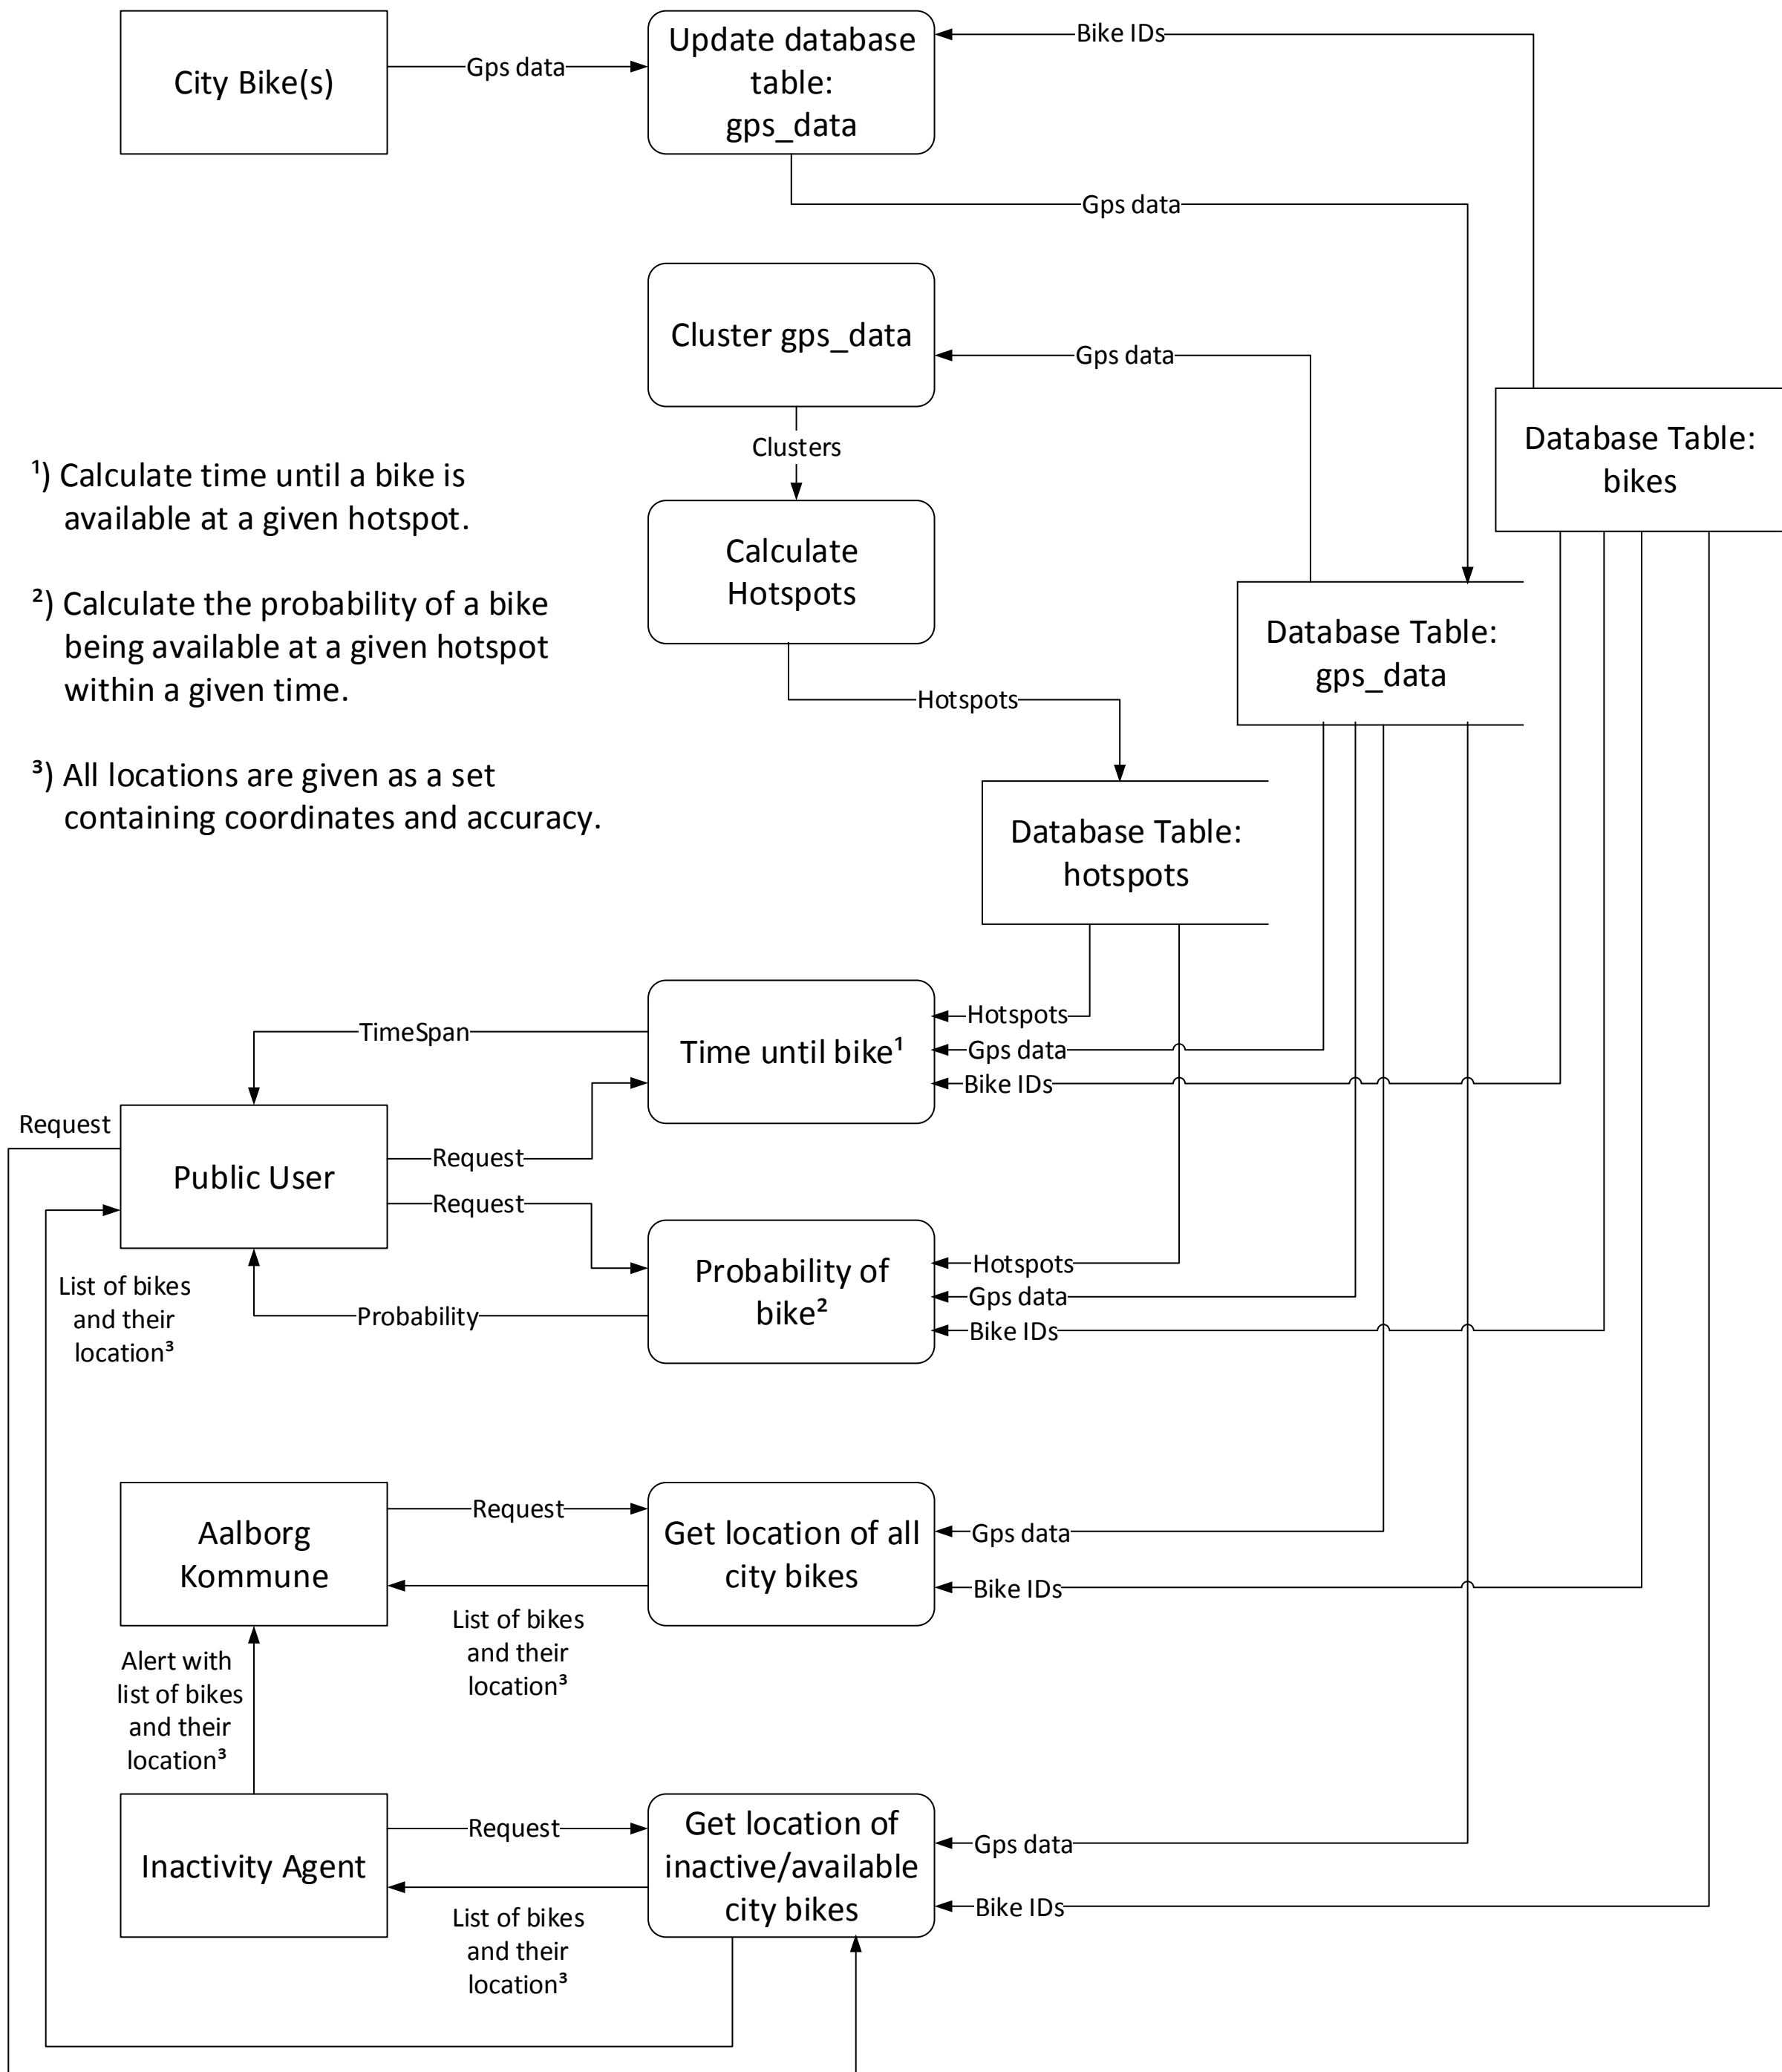 City Bike(s)
Gps data
Update database
table:
gps_data
Bike IDs
Gps data
Cluster gps_data
Gps data
Clusters
Database Table:
bikes
¹) Calculate time until a bike is
available at a given hotspot.
²) Calculate the probability of a bike
being available at a given hotspot
within a given time.
³) All locations are given as a set
containing coordinates and accuracy.
Calculate
Hotspots
Database Table:
gps_data
Hotspots
Database Table:
hotspots
TimeSpan
Time until bike¹
Hotspots
Gps data
Bike IDs
Request
Public User
Request
Request
List of bikes
and their
location³
Probability
Probability of
bike²
Hotspots
Gps data
Bike IDs
Aalborg
Kommune
Request
Get location of all
city bikes
Gps data
Bike IDs
List of bikes
and their
location³
Alert with
list of bikes
and their
location³
Inactivity Agent
Request
Get location of
inactive/available
city bikes
Gps data
Bike IDs
List of bikes
and their
location³